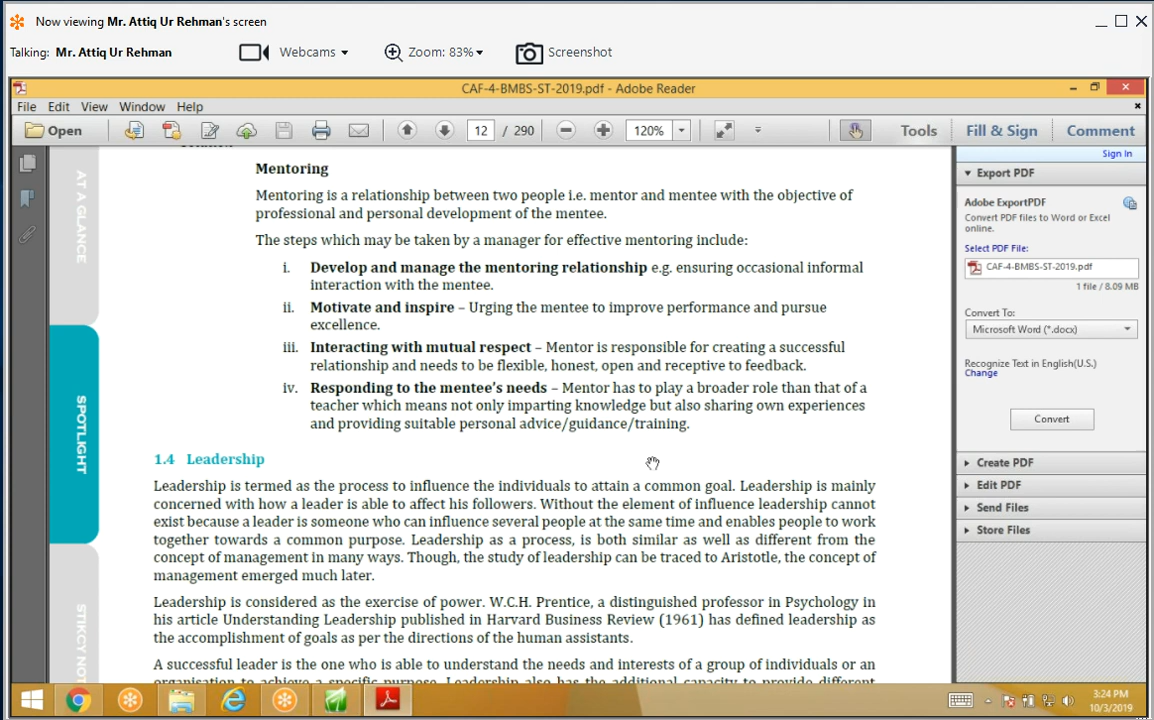 Now viewing Mr. Attiq Ur Rehman's screen
Talking: Mr. Attiq Ur Rehman
Webcams
Zoom: 83%
Screenshot
CAF-4-BMBS-ST-2019.pdf - Adobe Reader
File Edit View Window Help
Open
12 / 290
120%
Tools
Fill & Sign
Comment
Sign In
Export PDF
Adobe ExportPDF
Convert PDF files to Word or Excel
online.
Select PDF File:
CAF-4-BMBS-ST-2019.pdf
1 file / 8.09 MB
Convert To:
Microsoft Word (*.docx)
Recognize Text in English(U.S.)
Change
Convert
Create PDF
Edit PDF
Send Files
Store Files
AT A GLANCE
SPOTLIGHT
Mentoring
Mentoring is a relationship between two people i.e. mentor and mentee with the objective of
professional and personal development of the mentee.
The steps which may be taken by a manager for effective mentoring include:
i. Develop and manage the mentoring relationship e.g. ensuring occasional informal
interaction with the mentee.
ii. Motivate and inspire – Urging the mentee to improve performance and pursue
excellence.
iii. Interacting with mutual respect – Mentor is responsible for creating a successful
relationship and needs to be flexible, honest, open and receptive to feedback.
iv. Responding to the mentee's needs – Mentor has to play a broader role than that of a
teacher which means not only imparting knowledge but also sharing own experiences
and providing suitable personal advice/guidance/training.
1.4 Leadership
Leadership is termed as the process to influence the individuals to attain a common goal. Leadership is mainly
concerned with how a leader is able to affect his followers. Without the element of influence leadership cannot
exist because a leader is someone who can influence several people at the same time and enables people to work
together towards a common purpose. Leadership as a process, is both similar as well as different from the
concept of management in many ways. Though, the study of leadership can be traced to Aristotle, the concept of
management emerged much later.
Leadership is considered as the exercise of power. W.C.H. Prentice, a distinguished professor in Psychology in
his article Understanding Leadership published in Harvard Business Review (1961) has defined leadership as
the accomplishment of goals as per the directions of the human assistants.
A successful leader is the one who is able to understand the needs and interests of a group of individuals or an
organisation to achieve a specific purpose. Leadership also has the additional capacity to provide different
STIKCY NO
3:24 PM
10/3/2019